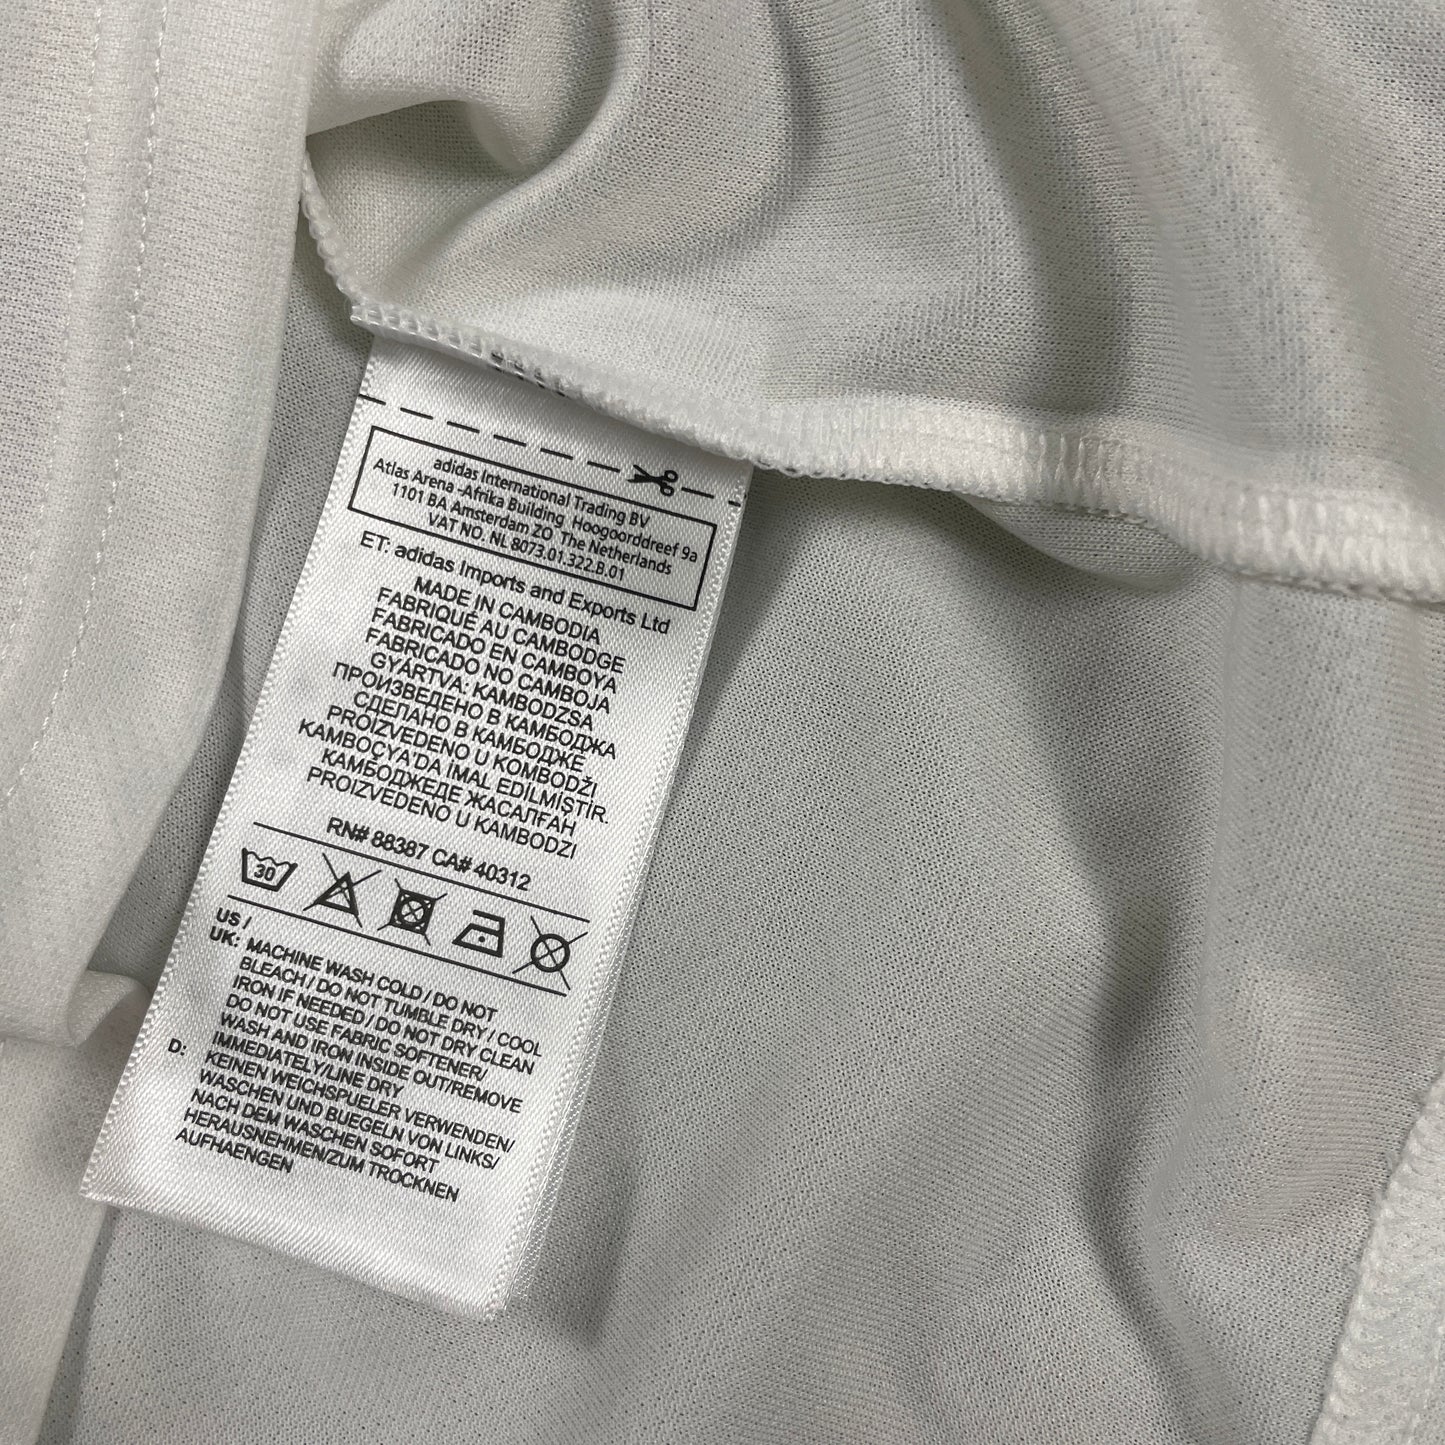 adidas International Trading BV
Atlas Arena -Afrika Building Hoogoorddreef 9a
1101 BA Amsterdam ZO The Netherlands
VAT NO. NL 8073.01.322.B.01
ET: adidas Imports and Exports Ltd
MADE IN CAMBODIA
FABRIQUÉ AU CAMBODGE
FABRICADO EN CAMBOYA
FABRICADO NO CAMBOJA
GYÁRTVA: KAMBODZSA
ПРОИЗВЕДЕНО В КАМБОДЖА
СДЕЛАНО В КАМБОДЖЕ
PROIZVEDENO U KOMBODŽI
KAMBOÇYA'DA İMAL EDİLMİŞTİR.
КАМБОДЖЕДЕ ЖАСАЛҒАН
PROIZVEDENO U KAMBODZI
RN# 88387 CA# 40312
30
US /
UK: MACHINE WASH COLD / DO NOT
BLEACH / DO NOT TUMBLE DRY / COOL
IRON IF NEEDED / DO NOT DRY CLEAN
DO NOT USE FABRIC SOFTENER/
WASH AND IRON INSIDE OUT/REMOVE
IMMEDIATELY/LINE DRY
D: KEINEN WEICHSPUELER VERWENDEN/
WASCHEN UND BUEGELN VON LINKS/
NACH DEM WASCHEN SOFORT
HERAUSNEHMEN/ZUM TROCKNEN
AUFHAENGEN